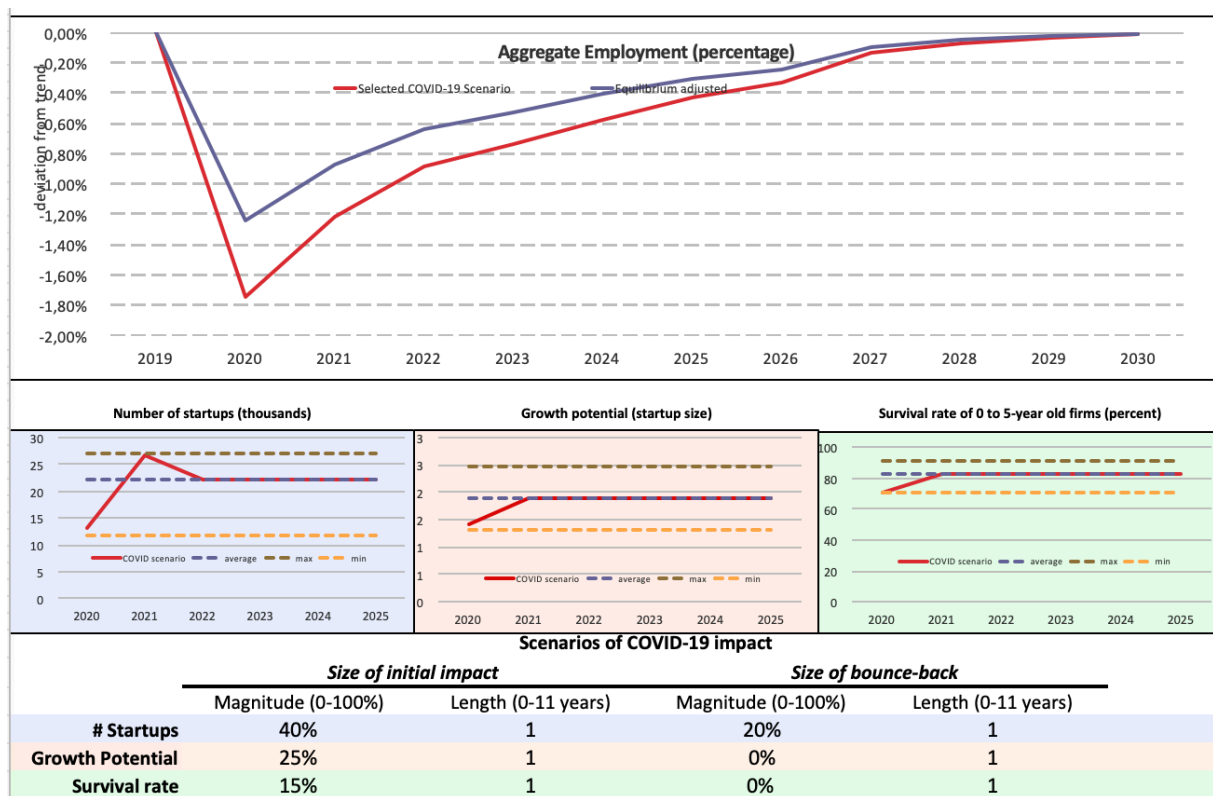 Aggregate Employment (percentage)
deviation from trend
0,00%
-0,20%
-0,40%
-0,60%
-0,80%
-1,00%
-1,20%
-1,40%
-1,60%
-1,80%
-2,00%
Selected COVID-19 Scenario Equilibrium adjusted
2019 2020 2021 2022 2023 2024 2025 2026 2027 2028 2029 2030
Number of startups (thousands)
30
25
20
15
10
5
0
COVID scenario average max min
2020 2021 2022 2023 2024 2025
Growth potential (startup size)
3
3
2
2
1
1
0
COVID scenario average max min
2020 2021 2022 2023 2024 2025
Survival rate of 0 to 5-year old firms (percent)
100
80
60
40
20
0
COVID scenario average max min
2020 2021 2022 2023 2024 2025
Scenarios of COVID-19 impact
Size of initial impact Size of bounce-back
Magnitude (0-100%) Length (0-11 years) Magnitude (0-100%) Length (0-11 years)
# Startups 40% 1 20% 1
Growth Potential 25% 1 0% 1
Survival rate 15% 1 0% 1